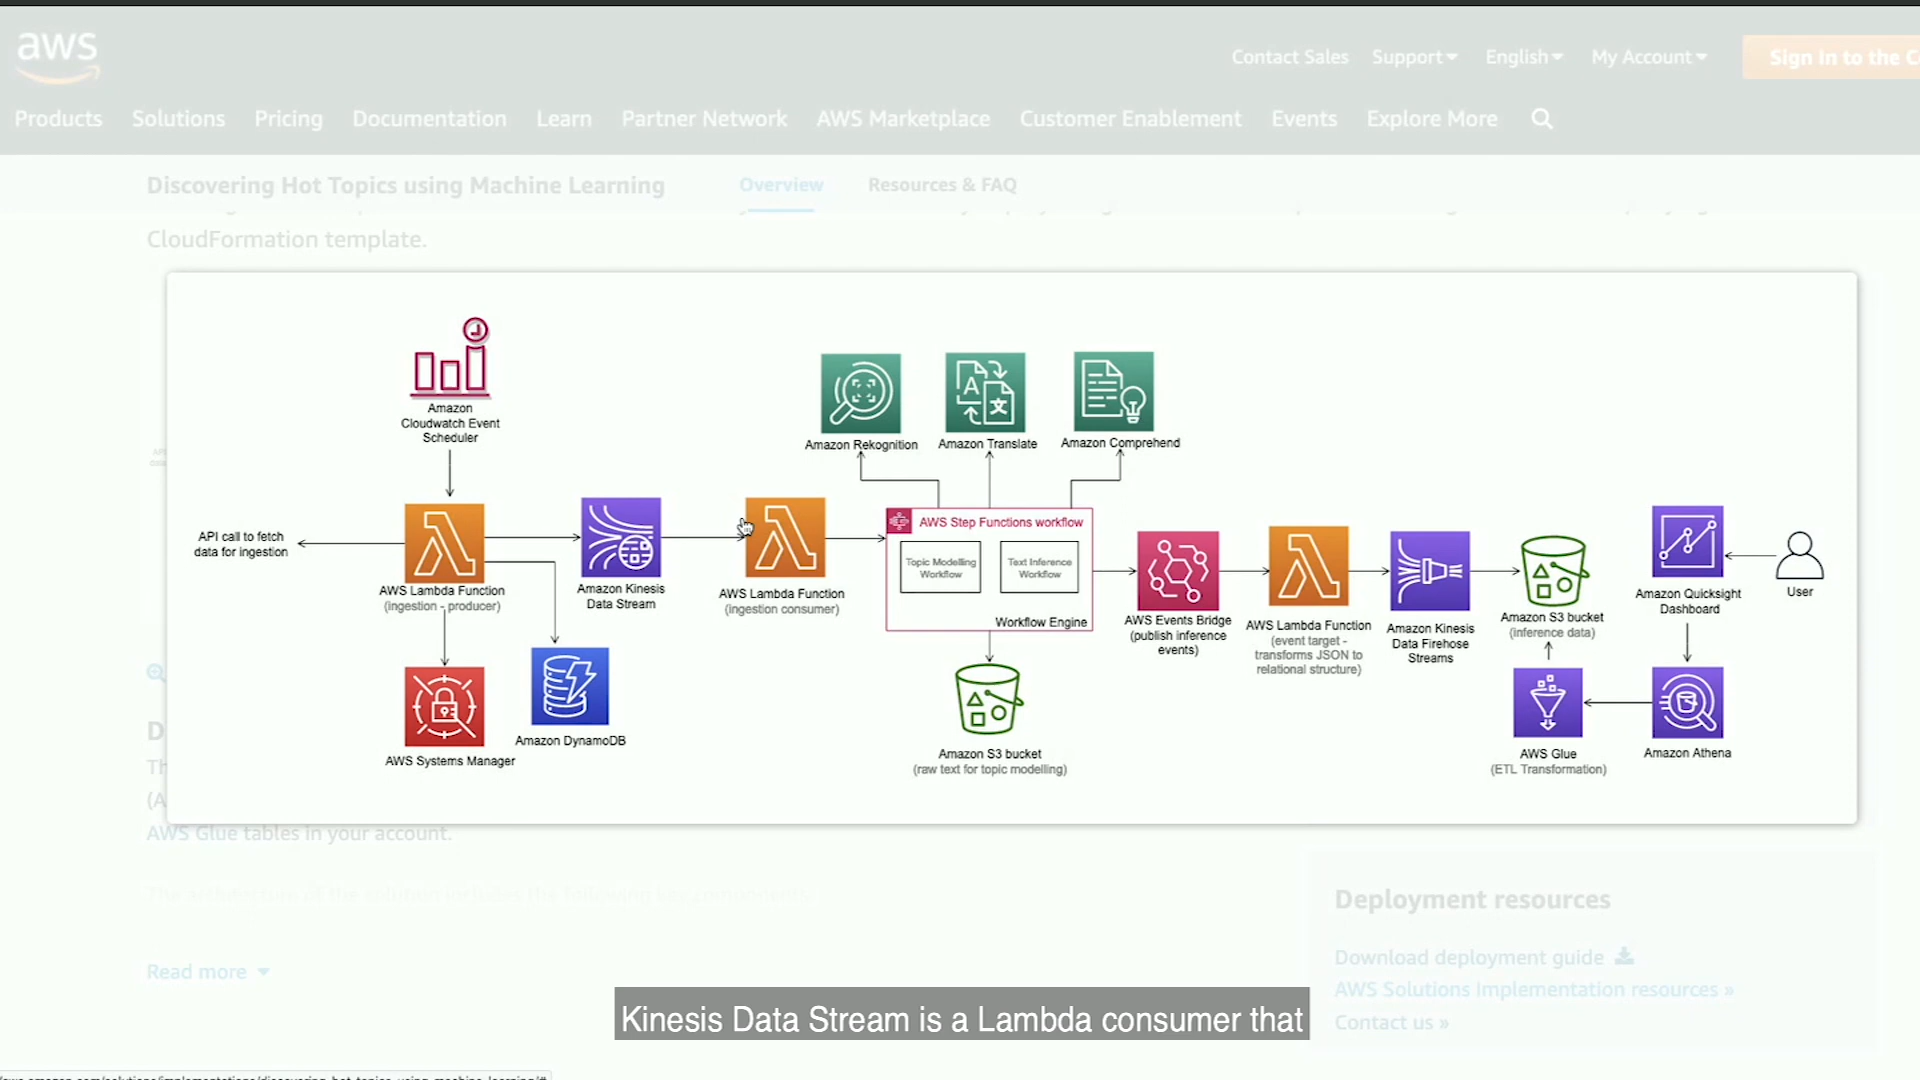 aws
Contact Sales Support English My Account Sign In to the C
Products Solutions Pricing Documentation Learn Partner Network AWS Marketplace Customer Enablement Events Explore More
Discovering Hot Topics using Machine Learning Overview Resources & FAQ
CloudFormation template.
Amazon
Cloudwatch Event
Scheduler
API call to fetch
data for ingestion
AWS Lambda Function
(ingestion - producer)
AWS Systems Manager
Amazon DynamoDB
Amazon Kinesis
Data Stream
AWS Lambda Function
(ingestion consumer)
Amazon Rekognition
Amazon Translate
Amazon Comprehend
AWS Step Functions workflow
Topic Modelling
Workflow
Text Inference
Workflow
Workflow Engine
Amazon S3 bucket
(raw text for topic modelling)
AWS Events Bridge
(publish inference
events)
AWS Lambda Function
(event target -
transforms JSON to
relational structure)
Amazon Kinesis
Data Firehose
Streams
Amazon S3 bucket
(inference data)
AWS Glue
(ETL Transformation)
Amazon Quicksight
Dashboard
Amazon Athena
User
AWS Glue tables in your account.
Read more
Deployment resources
Download deployment guide
AWS Solutions Implementation resources »
Contact us »
Kinesis Data Stream is a Lambda consumer that